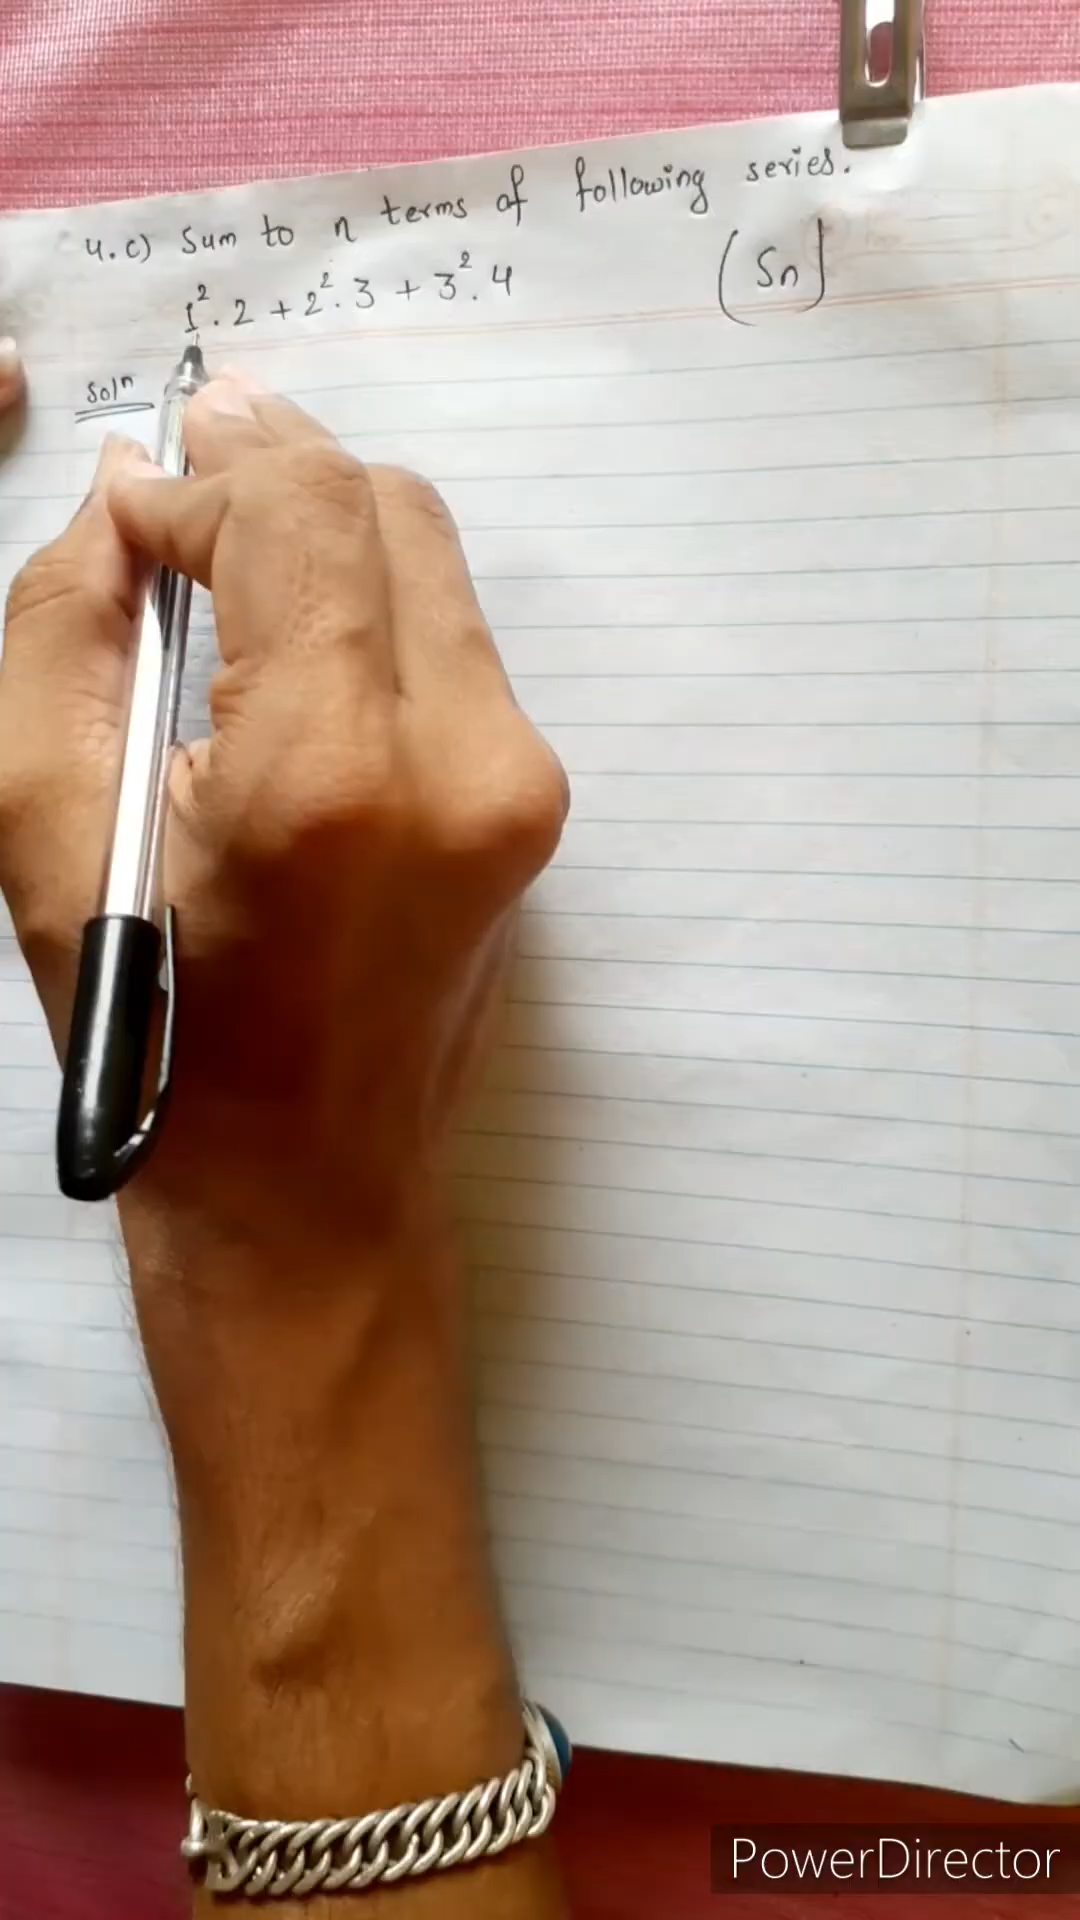 4.c) Sum to n terms of following series.
1². 2 + 2². 3 + 3². 4 (Sn)
Solⁿ
PowerDirector